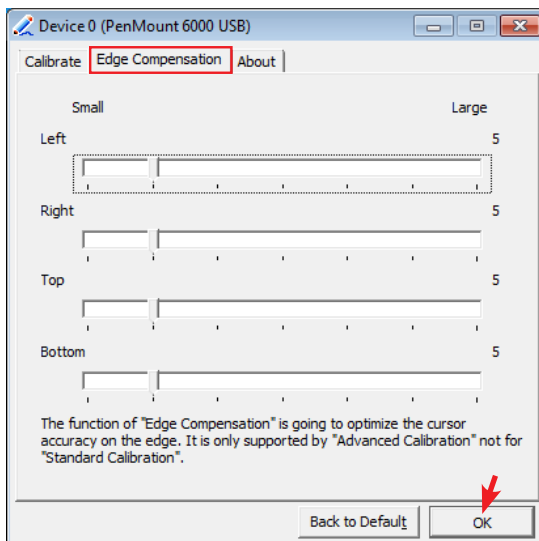 Device 0 (PenMount 6000 USB)
Calibrate Edge Compensation About
Small Large
Left 5
Right 5
Top 5
Bottom 5
The function of "Edge Compensation" is going to optimize the cursor
accuracy on the edge. It is only supported by "Advanced Calibration" not for
"Standard Calibration".
Back to Default OK